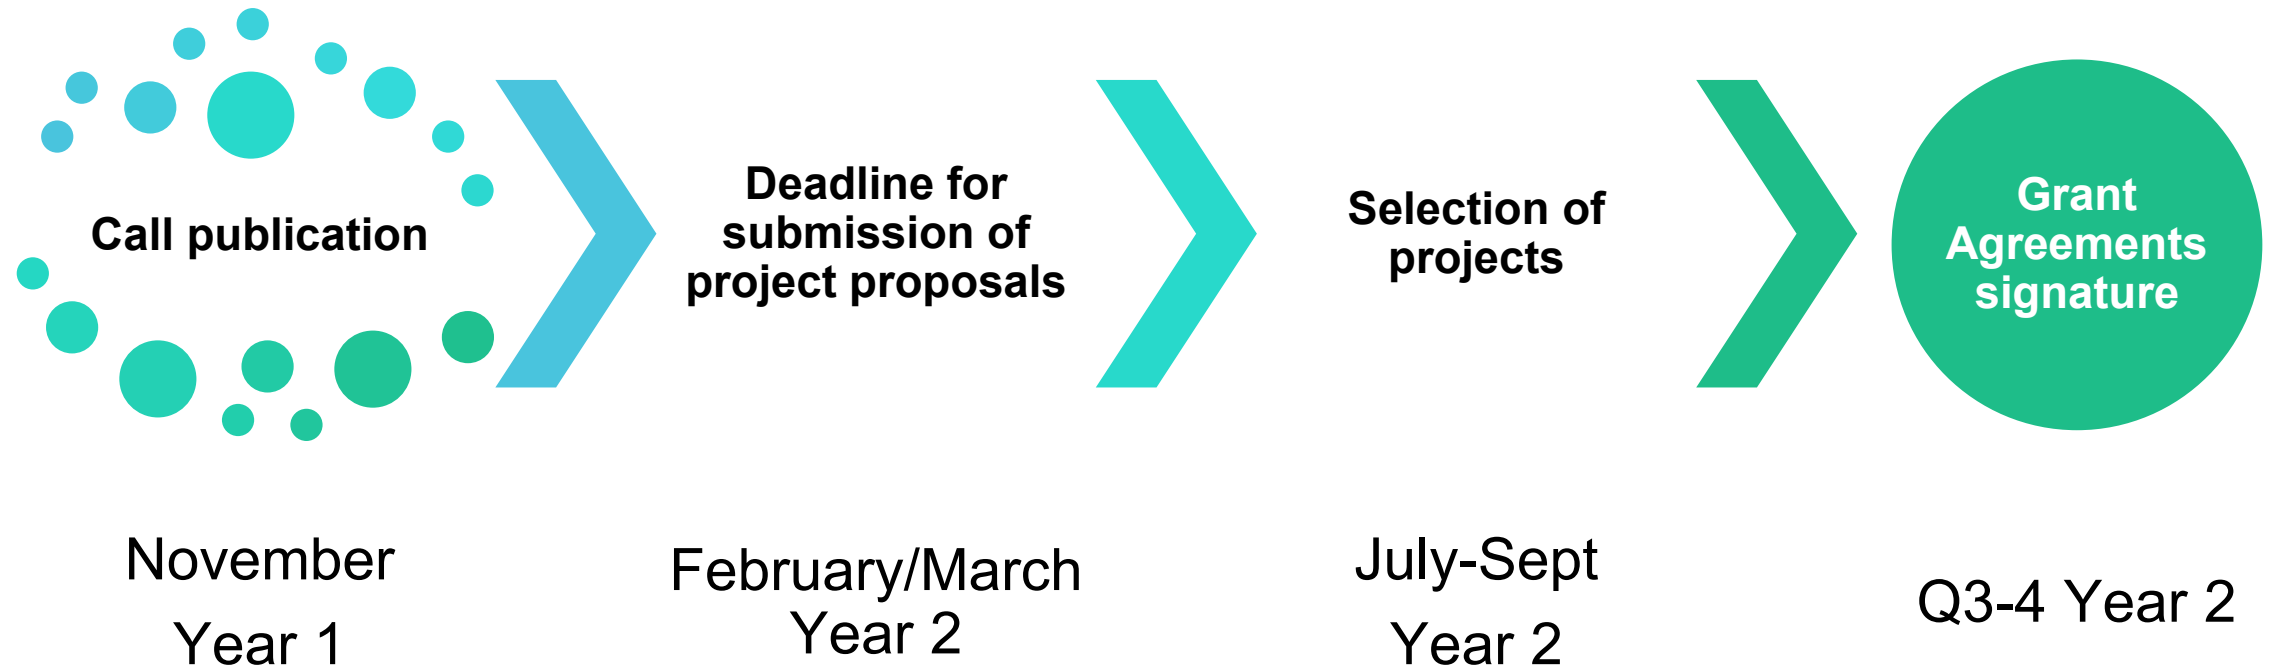 Call publication
Deadline for
submission of
project proposals
Selection of
projects
Grant
Agreements
signature
November
Year 1
February/March
Year 2
July-Sept
Year 2
Q3-4 Year 2